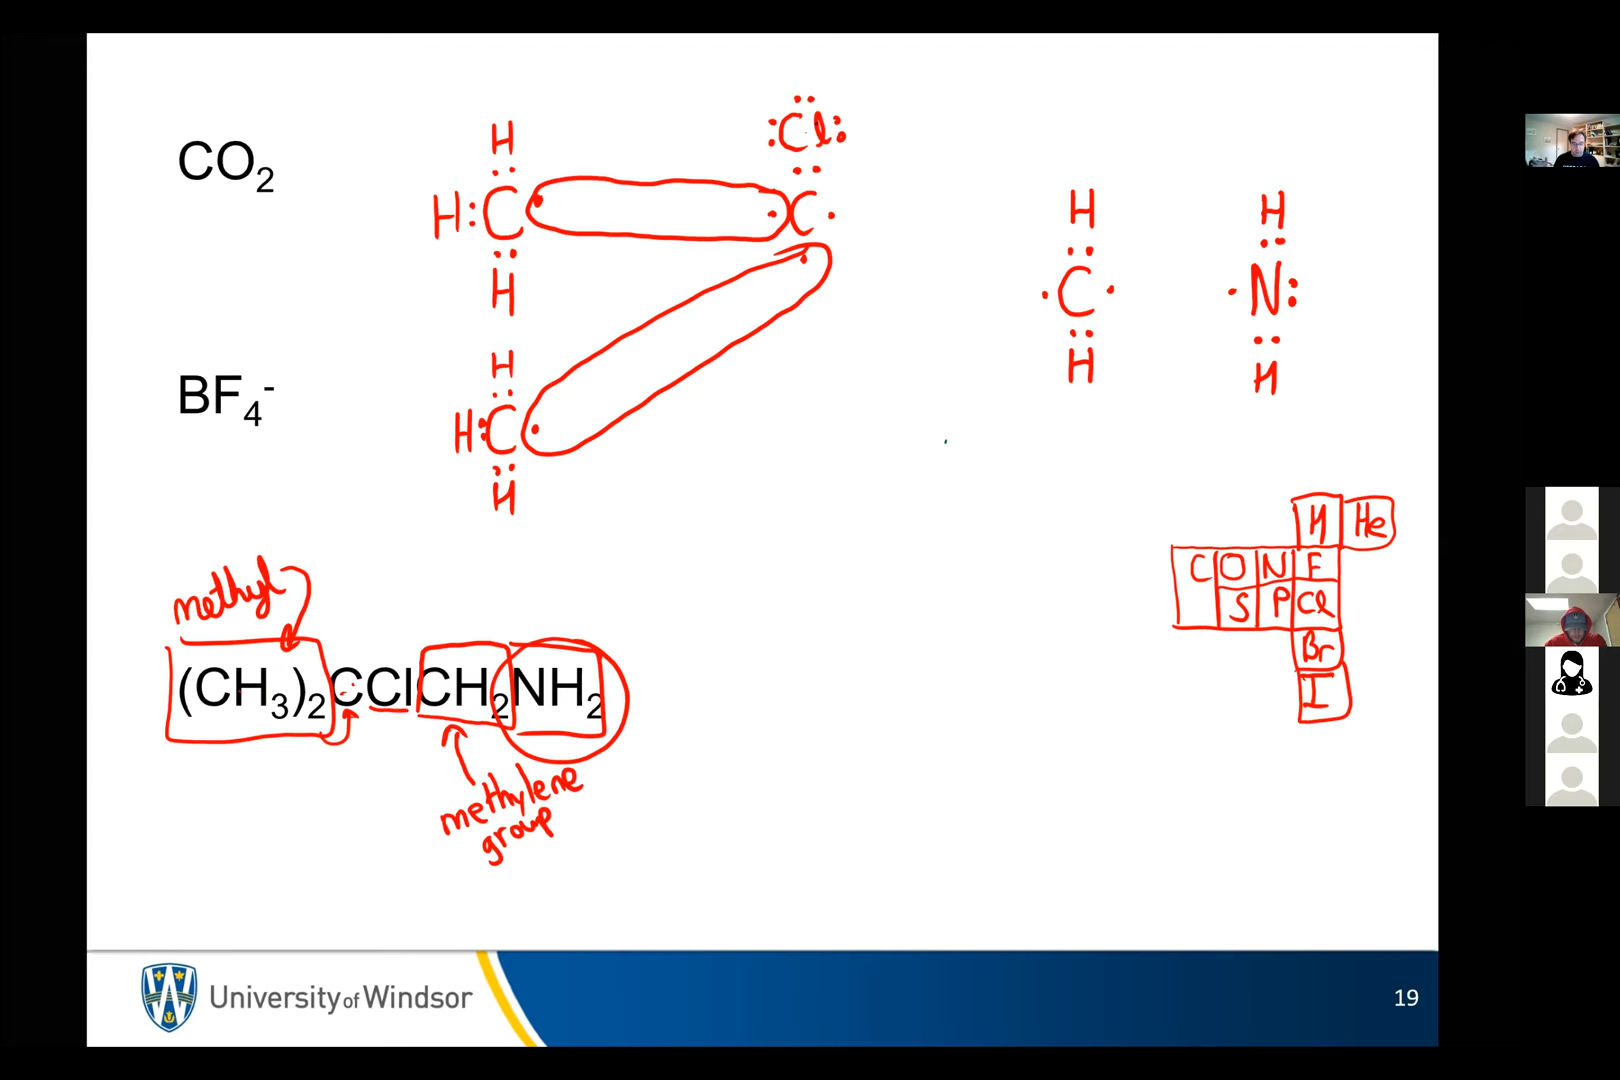 CO2
BF4-
H
H:C
H
:Cl:
C
H
H:C
H
H
C
H
H
N:
H
H He
C O N F
S P Cl
Br
I
methyl
(CH3)2CClCH2NH2
methylene
group
University of Windsor
19